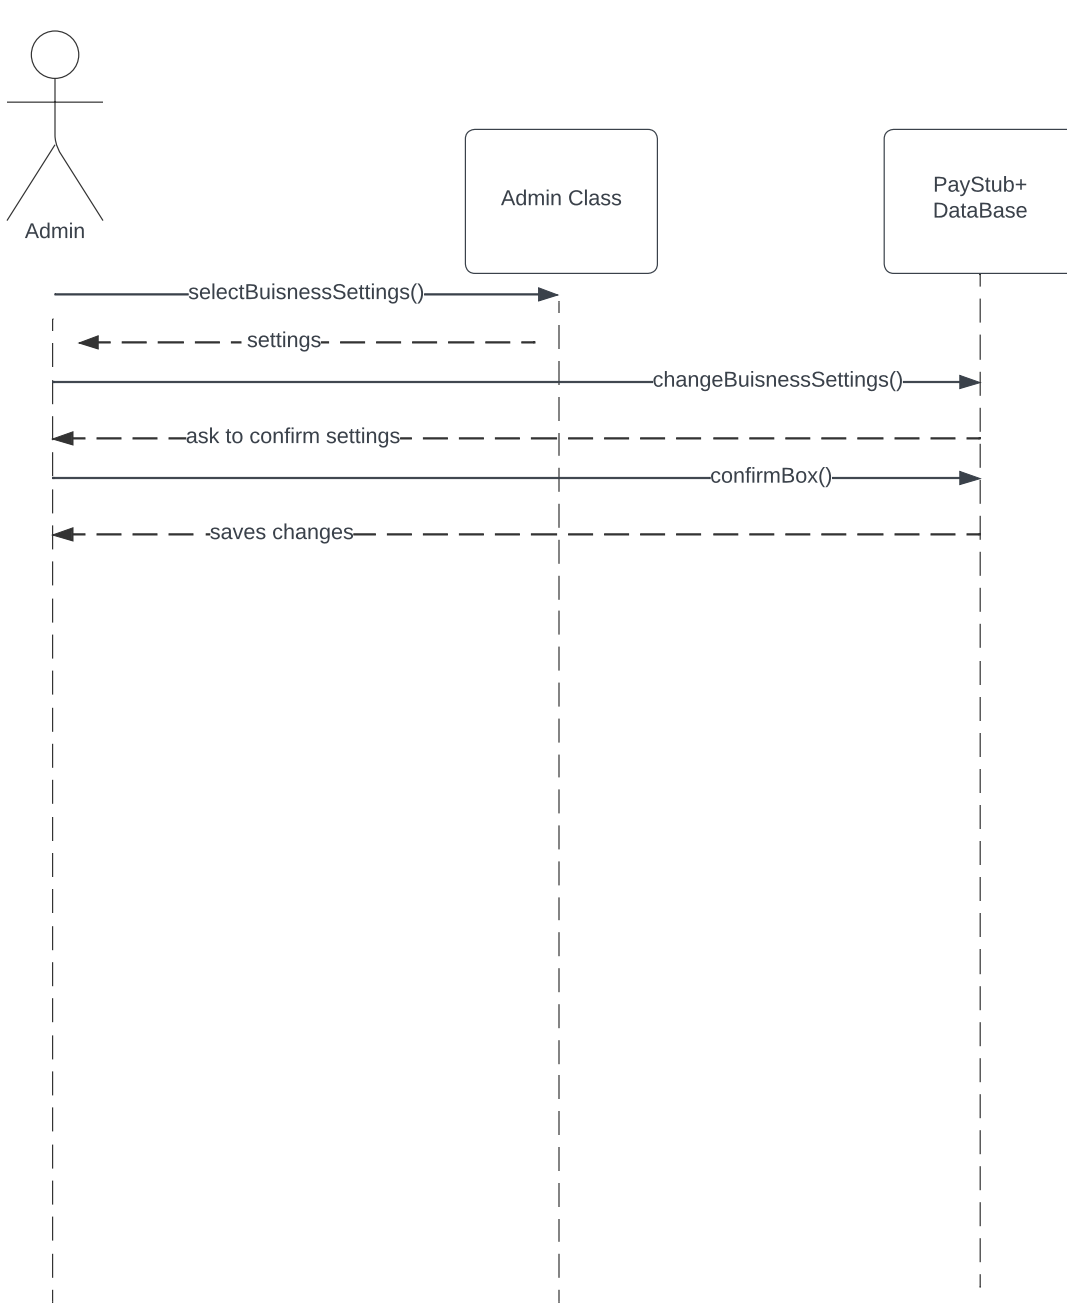 Admin
Admin Class
PayStub+
DataBase
selectBuisnessSettings()
settings
changeBuisnessSettings()
ask to confirm settings
confirmBox()
saves changes